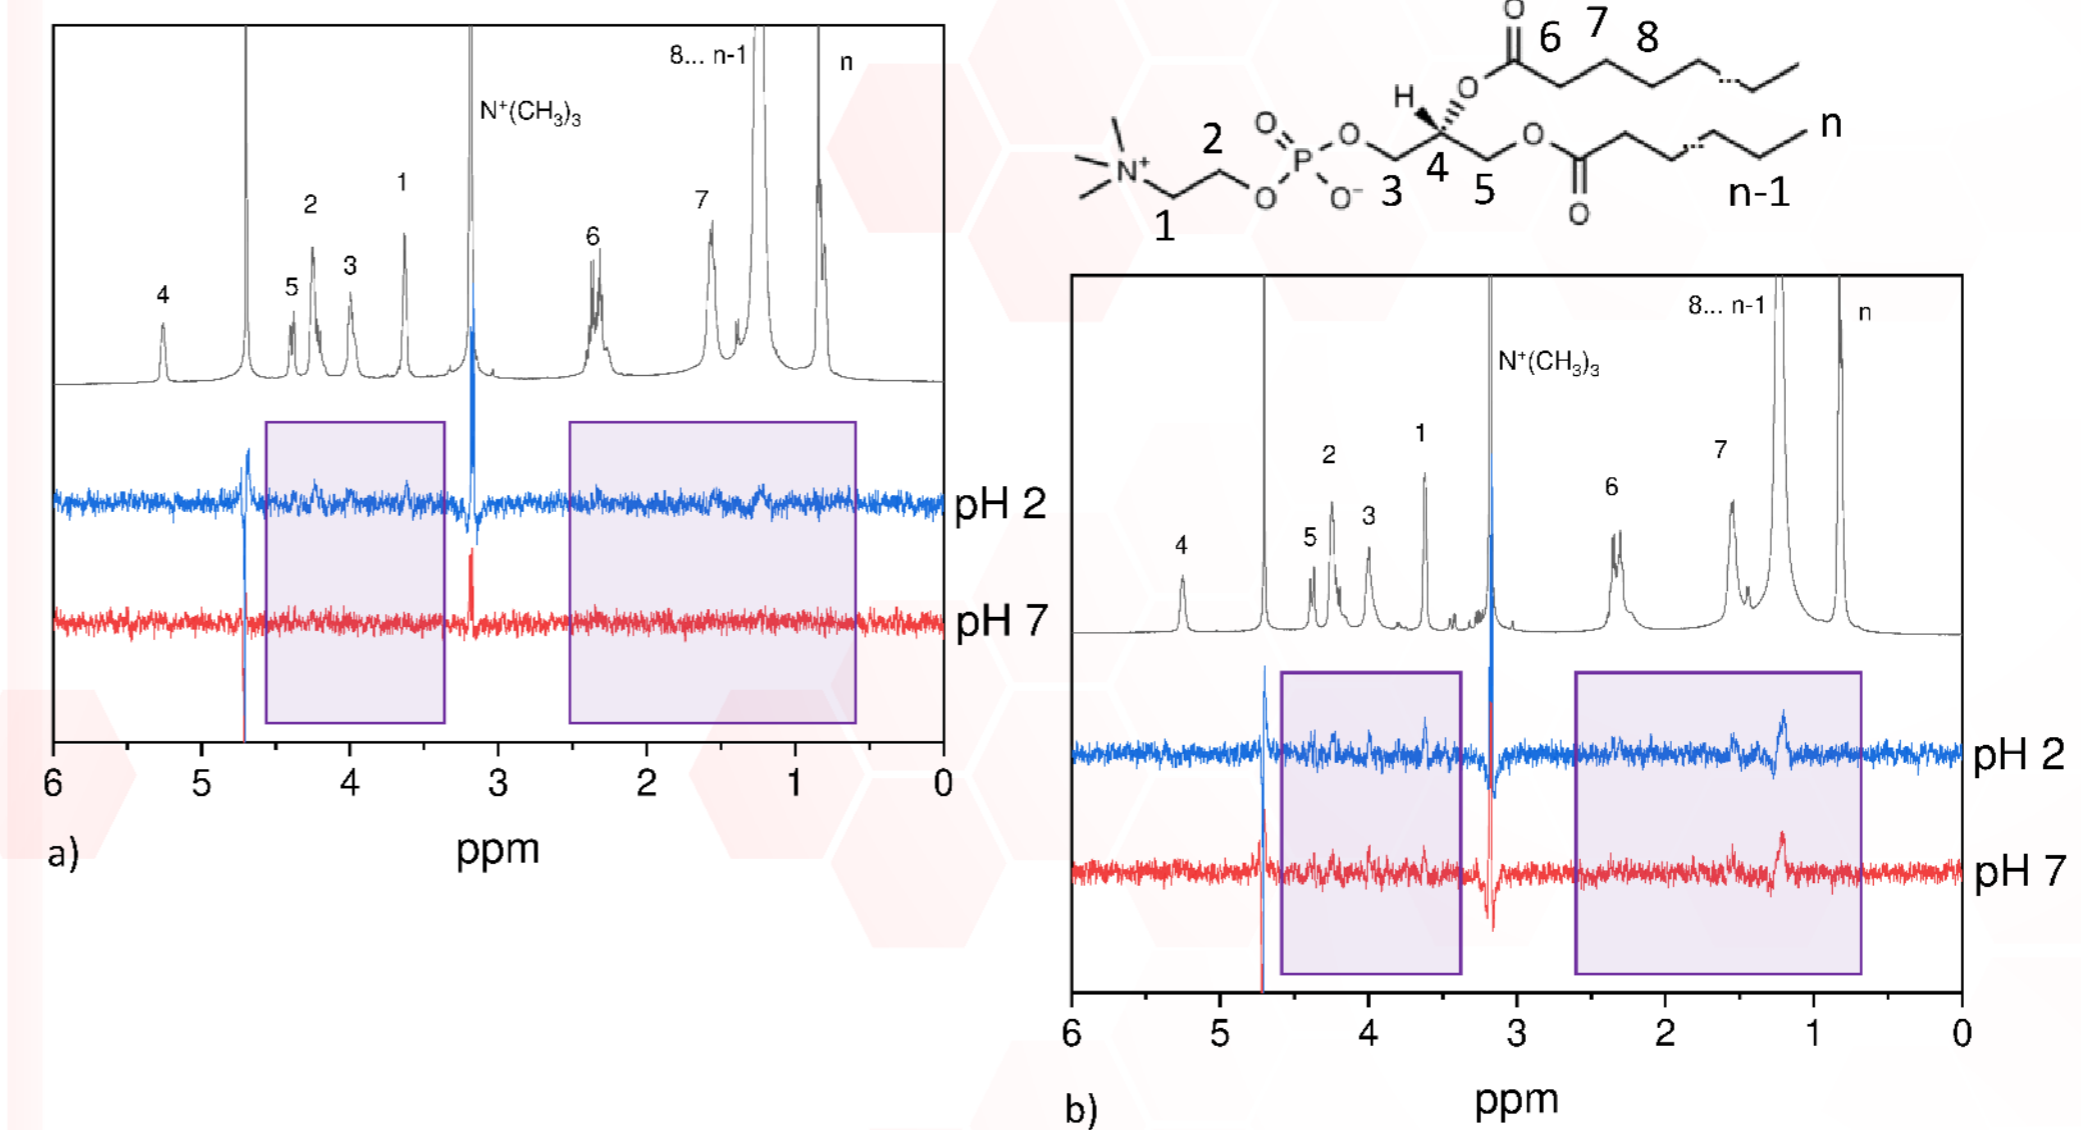 8... n-1
n
N⁺(CH₃)₃
1
2
7
6
3
5
4
pH 2
pH 7
6 5 4 3 2 1 0
ppm
a)
O
6 7 8
H O
O O O n
2 P 4
N⁺ O O⁻ 3 5 n-1
1 O
8... n-1
n
N⁺(CH₃)₃
1
2
7
6
3
5
4
pH 2
pH 7
6 5 4 3 2 1 0
ppm
b)